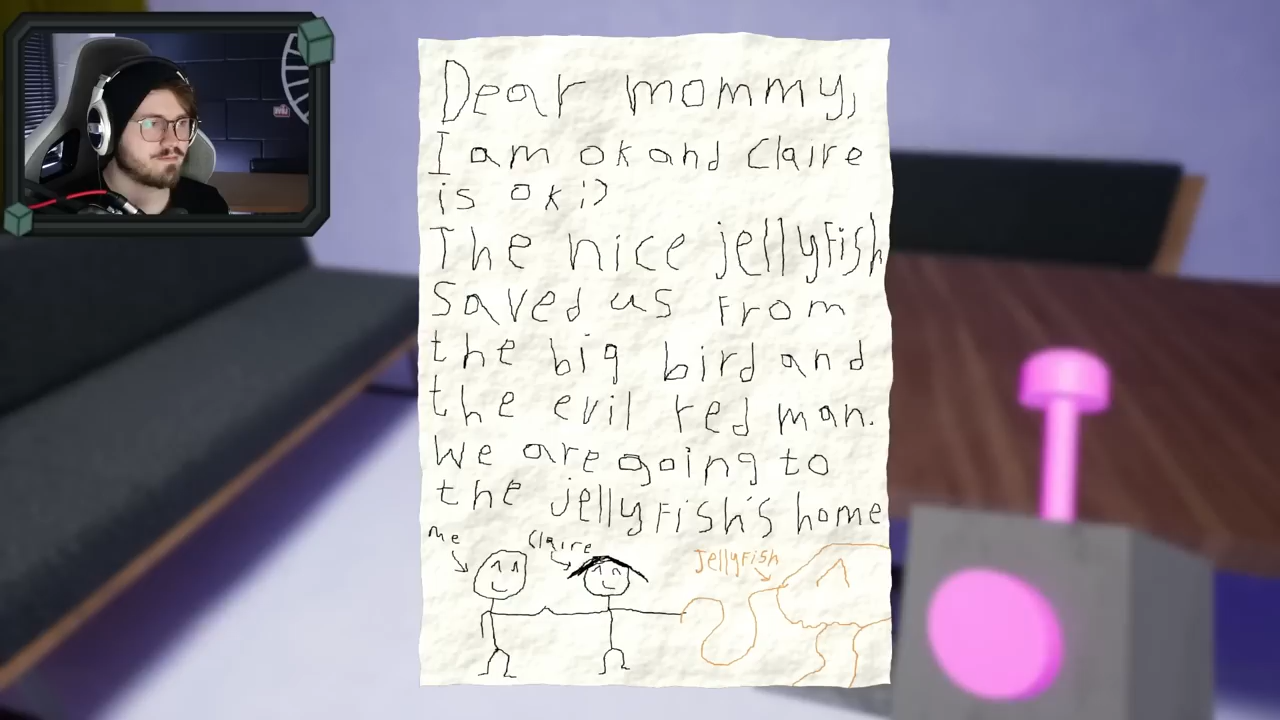 Dear mommy,
I am ok and Claire
is ok :)
The nice jellyfish
saved us from
the big bird and
the evil red man.
We are going to
the jellyfish's home
me
Claire
Jellyfish